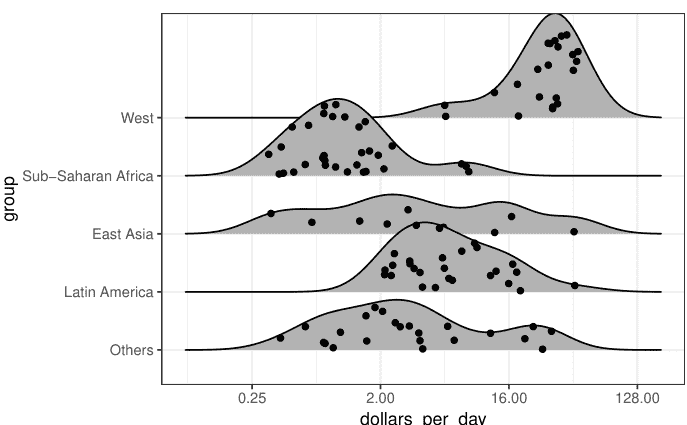 group
West
Sub−Saharan Africa
East Asia
Latin America
Others
0.25
2.00
16.00
128.00
dollars_per_day